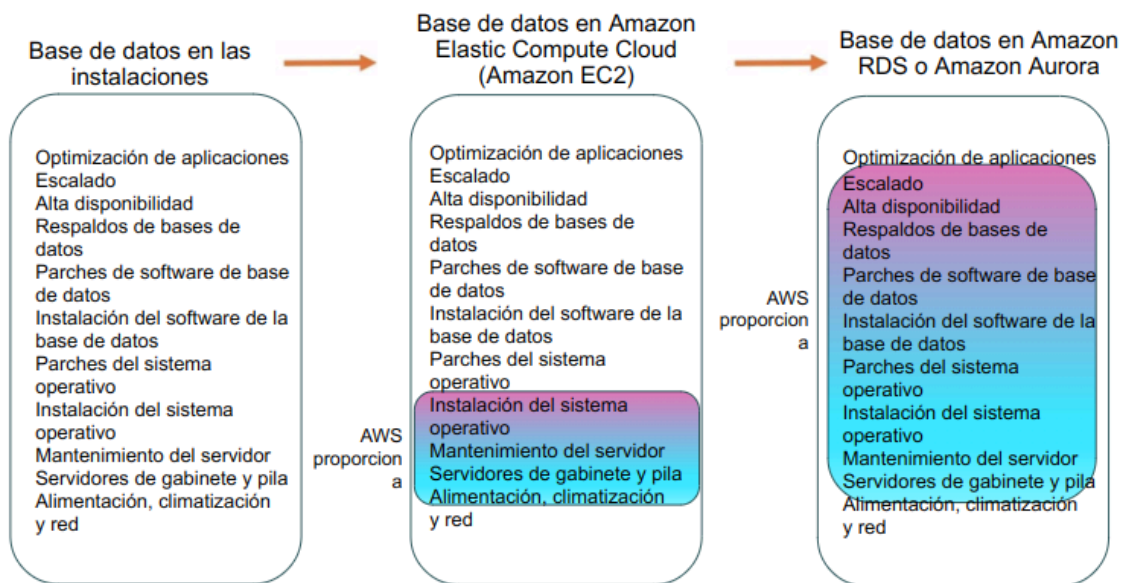 Base de datos en las
instalaciones
Base de datos en Amazon
Elastic Compute Cloud
(Amazon EC2)
Base de datos en Amazon
RDS o Amazon Aurora
Optimización de aplicaciones
Escalado
Alta disponibilidad
Respaldos de bases de
datos
Parches de software de base
de datos
Instalación del software de la
base de datos
Parches del sistema
operativo
Instalación del sistema
operativo
Mantenimiento del servidor
Servidores de gabinete y pila
Alimentación, climatización
y red
AWS
proporcion
a
Optimización de aplicaciones
Escalado
Alta disponibilidad
Respaldos de bases de
datos
Parches de software de base
de datos
Instalación del software de la
base de datos
Parches del sistema
operativo
Instalación del sistema
operativo
Mantenimiento del servidor
Servidores de gabinete y pila
Alimentación, climatización
y red
AWS
proporcion
a
Optimización de aplicaciones
Escalado
Alta disponibilidad
Respaldos de bases de
datos
Parches de software de base
de datos
Instalación del software de la
base de datos
Parches del sistema
operativo
Instalación del sistema
operativo
Mantenimiento del servidor
Servidores de gabinete y pila
Alimentación, climatización
y red